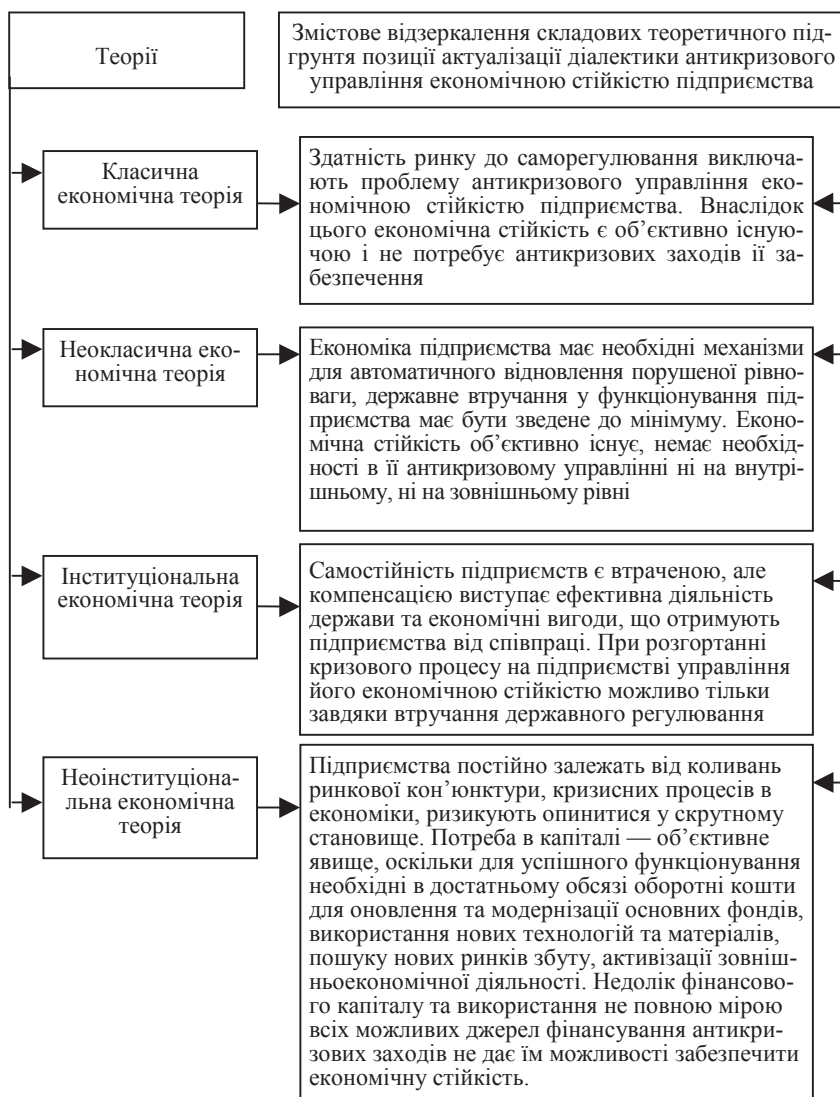 Теорії
Змістове відзеркалення складових теоретичного під-
грунтя позиції актуалізації діалектики антикризового
управління економічною стійкістю підприємства
Класична
економічна теорія
Здатність ринку до саморегулювання виключа-
ють проблему антикризового управління еко-
номічною стійкістю підприємства. Внаслідок
цього економічна стійкість є об’єктивно існую-
чою і не потребує антикризових заходів її за-
безпечення
Неокласична еко-
номічна теорія
Економіка підприємства має необхідні механізми
для автоматичного відновлення порушеної рівно-
ваги, державне втручання у функціонування під-
приємства має бути зведене до мінімуму. Еконо-
мічна стійкість об’єктивно існує, немає необхід-
ності в її антикризовому управлінні ні на внутрі-
шньому, ні на зовнішньому рівні
Інституціональна
економічна теорія
Самостійність підприємств є втраченою, але
компенсацією виступає ефективна діяльність
держави та економічні вигоди, що отримують
підприємства від співпраці. При розгортанні
кризового процесу на підприємстві управління
його економічною стійкістю можливо тільки
завдяки втручання державного регулювання
Неоінституціона-
льна економічна
теорія
Підприємства постійно залежать від коливань
ринкової кон’юнктури, кризисних процесів в
економіки, ризикують опинитися у скрутному
становище. Потреба в капіталі — об’єктивне
явище, оскільки для успішного функціонування
необхідні в достатньому обсязі оборотні кошти
для оновлення та модернізації основних фондів,
використання нових технологій та матеріалів,
пошуку нових ринків збуту, активізації зовніш-
ньоекономічної діяльності. Недолік фінансово-
го капіталу та використання не повною мірою
всіх можливих джерел фінансування антикри-
зових заходів не дає їм можливості забезпечити
економічну стійкість.